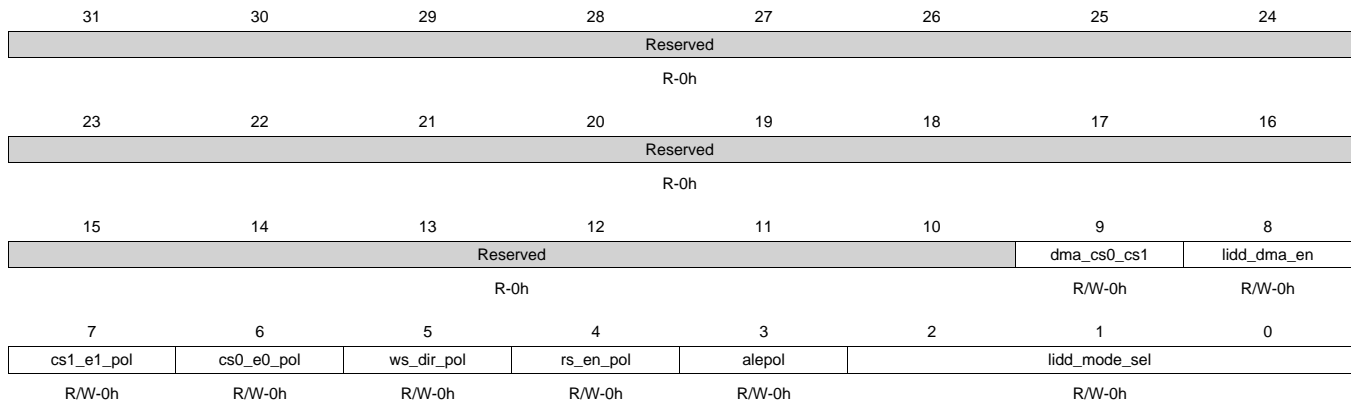 31 30 29 28 27 26 25 24
Reserved
R-0h
23 22 21 20 19 18 17 16
Reserved
R-0h
15 14 13 12 11 10 9 8
Reserved dma_cs0_cs1 lidd_dma_en
R-0h R/W-0h R/W-0h
7 6 5 4 3 2 1 0
cs1_e1_pol cs0_e0_pol ws_dir_pol rs_en_pol alepol lidd_mode_sel
R/W-0h R/W-0h R/W-0h R/W-0h R/W-0h R/W-0h